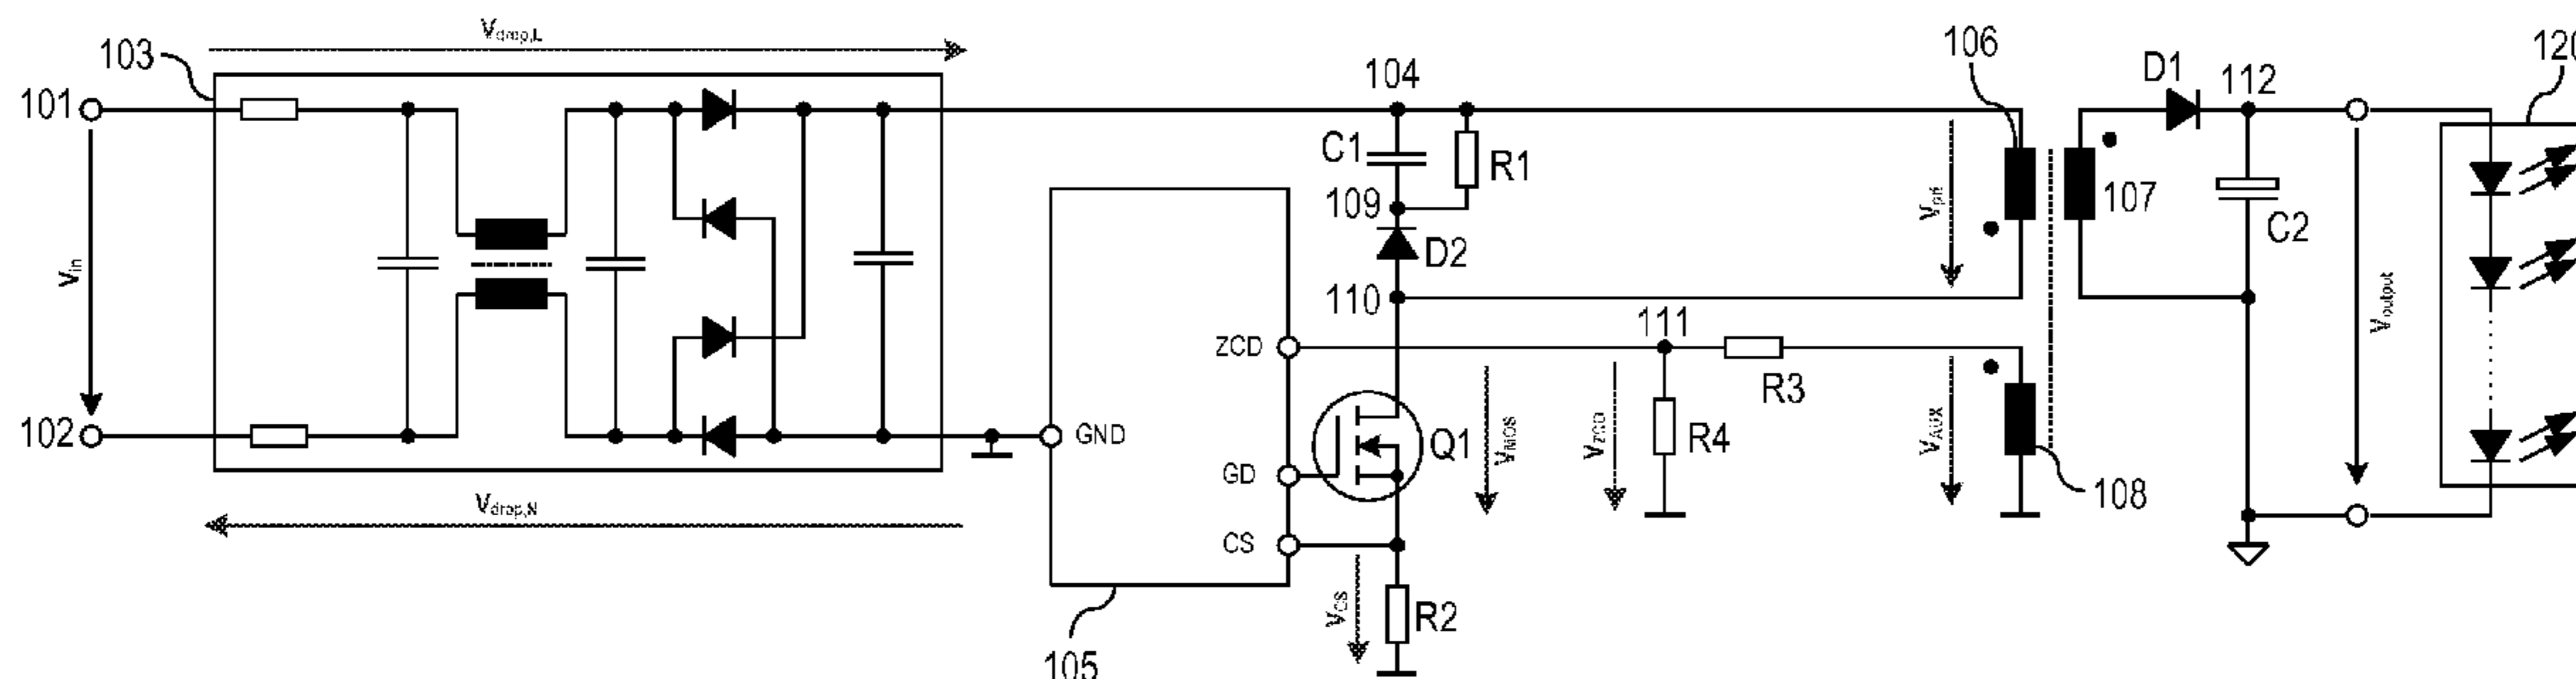 Vdrop,L
103
106
120
104
D1
112
101
C1
R1
109
107
Vin
Vpri
C2
D2
110
Voutput
111
ZCD
R3
102
GND
Q1
VMOS
VZCD
R4
VAUX
GD
108
Vdrop,N
CS
VCS
R2
105